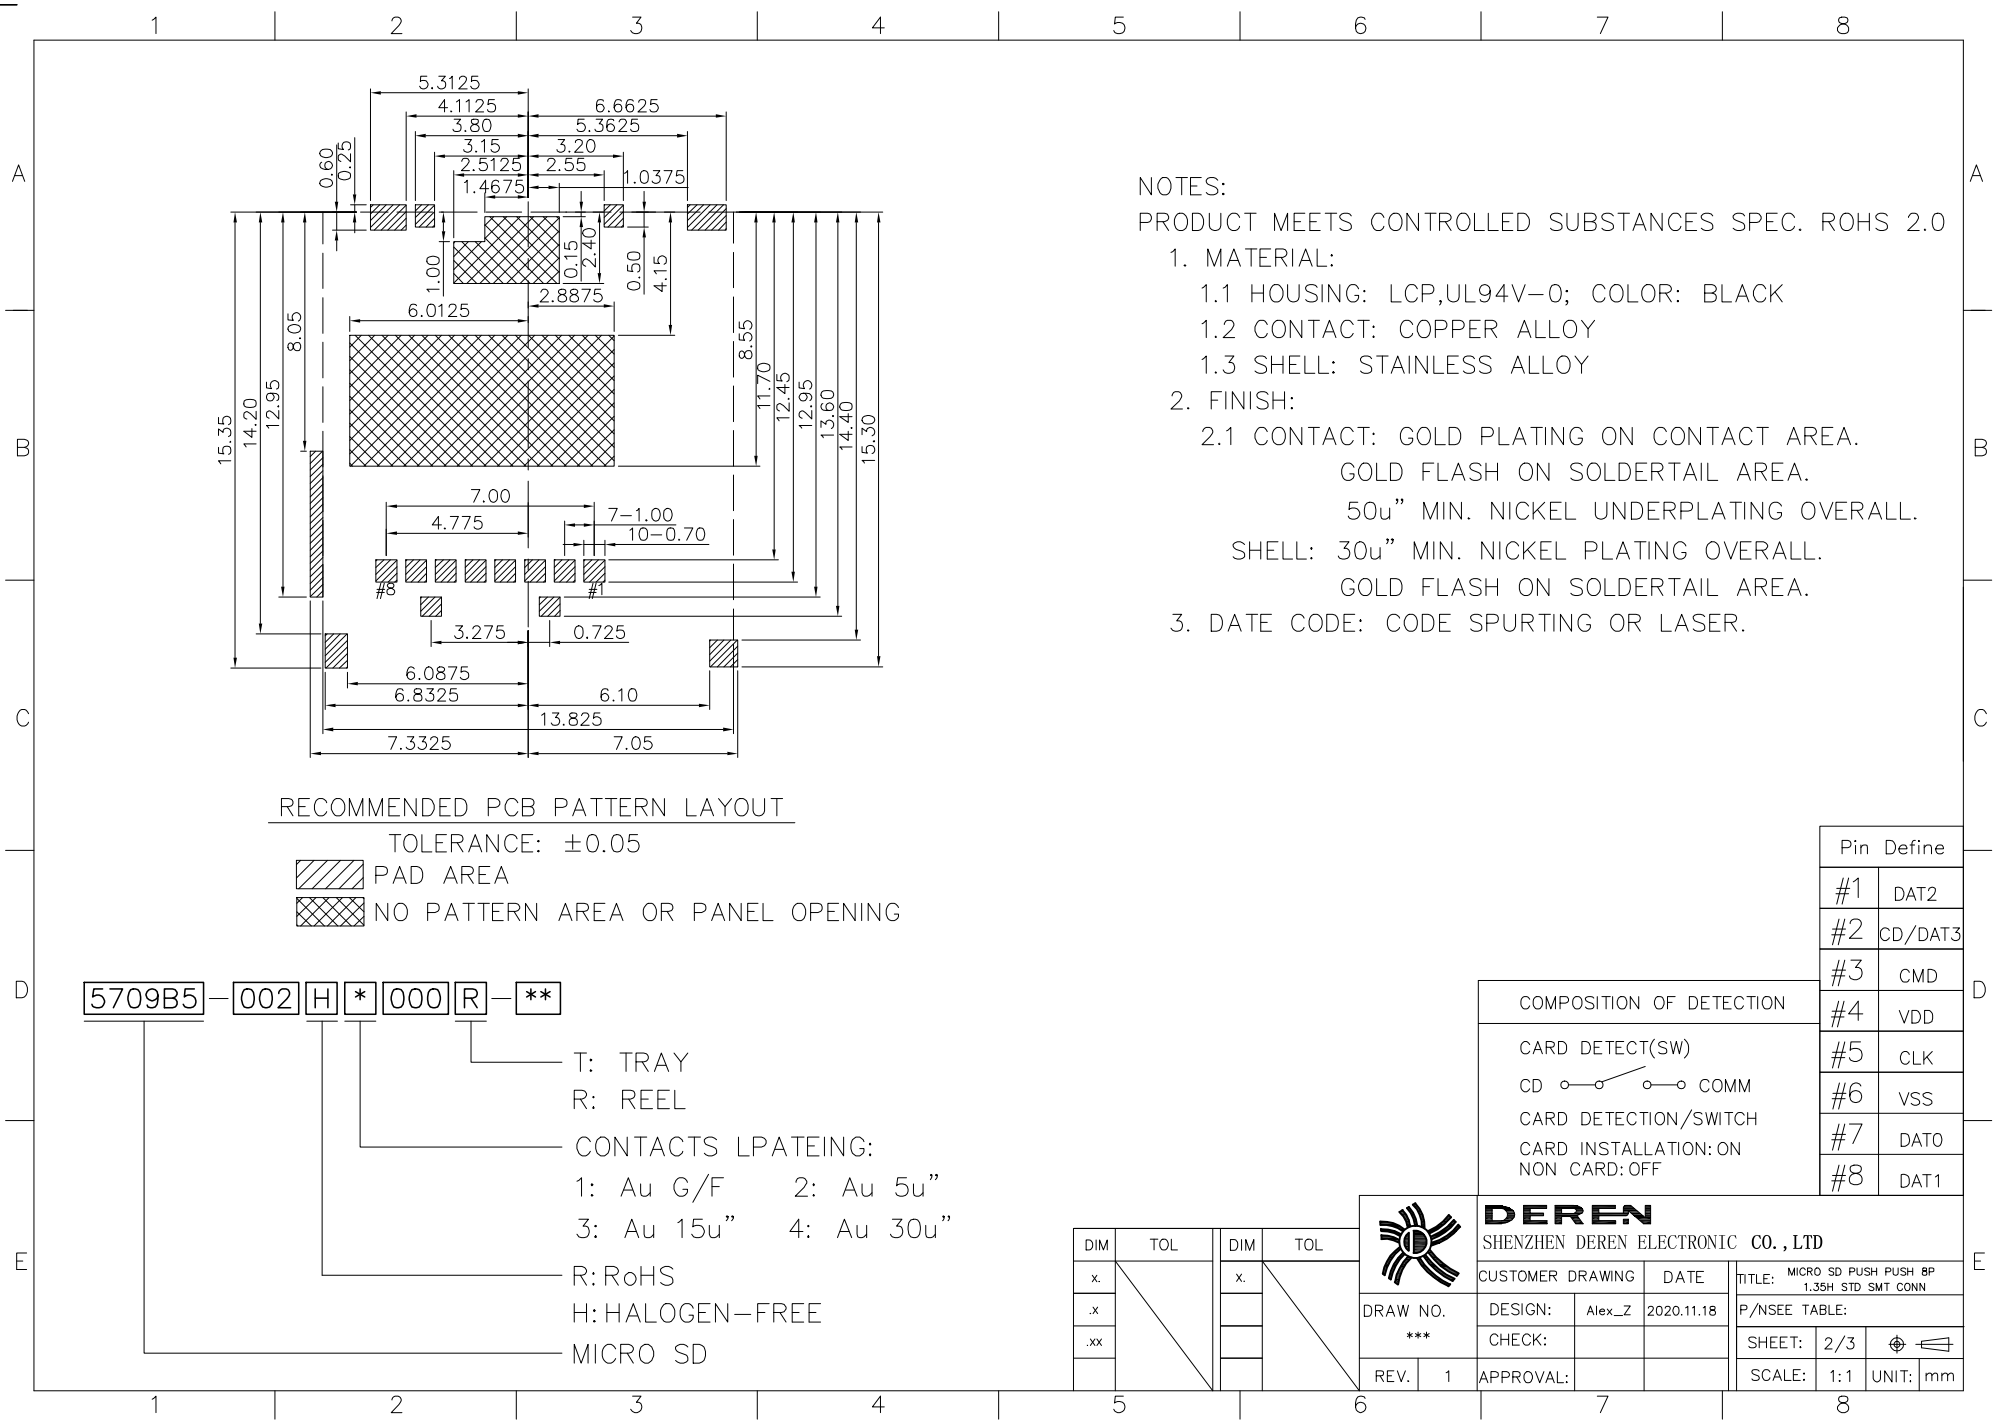 1 2 3 4 5 6 7 8
A
B
C
D
E
A
B
C
D
E
5.3125
4.1125
6.6625
3.80
5.3625
3.15
3.20
2.5125
2.55
1.4675
1.0375
0.60
0.25
1.00
0.15
2.40
0.50
4.15
2.8875
6.0125
8.05
8.55
12.95
14.20
15.35
11.70
12.45
12.95
13.60
14.40
15.30
7.00
7-1.00
4.775
10-0.70
#8
#1
3.275
0.725
6.0875
6.8325
6.10
13.825
7.3325
7.05
RECOMMENDED PCB PATTERN LAYOUT
TOLERANCE: ±0.05
PAD AREA
NO PATTERN AREA OR PANEL OPENING
NOTES:
PRODUCT MEETS CONTROLLED SUBSTANCES SPEC. ROHS 2.0
1. MATERIAL:
1.1 HOUSING: LCP,UL94V-0; COLOR: BLACK
1.2 CONTACT: COPPER ALLOY
1.3 SHELL: STAINLESS ALLOY
2. FINISH:
2.1 CONTACT: GOLD PLATING ON CONTACT AREA.
GOLD FLASH ON SOLDERTAIL AREA.
50u" MIN. NICKEL UNDERPLATING OVERALL.
SHELL: 30u" MIN. NICKEL PLATING OVERALL.
GOLD FLASH ON SOLDERTAIL AREA.
3. DATE CODE: CODE SPURTING OR LASER.
5709B5-002 H * 000 R-**
T: TRAY
R: REEL
CONTACTS LPATEING:
1: Au G/F 2: Au 5u"
3: Au 15u" 4: Au 30u"
R:RoHS
H:HALOGEN-FREE
MICRO SD
Pin Define
#1 DAT2
#2 CD/DAT3
#3 CMD
#4 VDD
#5 CLK
#6 VSS
#7 DAT0
#8 DAT1
COMPOSITION OF DETECTION
CARD DETECT(SW)
CD COMM
CARD DETECTION/SWITCH
CARD INSTALLATION:ON
NON CARD:OFF
DIM TOL DIM TOL
X. X.
.X
.XX
DEREN
SHENZHEN DEREN ELECTRONIC CO.,LTD
CUSTOMER DRAWING DATE
TITLE: MICRO SD PUSH PUSH 8P
1.35H STD SMT CONN
DRAW NO.
***
DESIGN: Alex_Z 2020.11.18
P/NSEE TABLE:
CHECK:
SHEET: 2/3
REV. 1
APPROVAL:
SCALE: 1:1 UNIT: mm
1 2 3 4 5 6 7 8